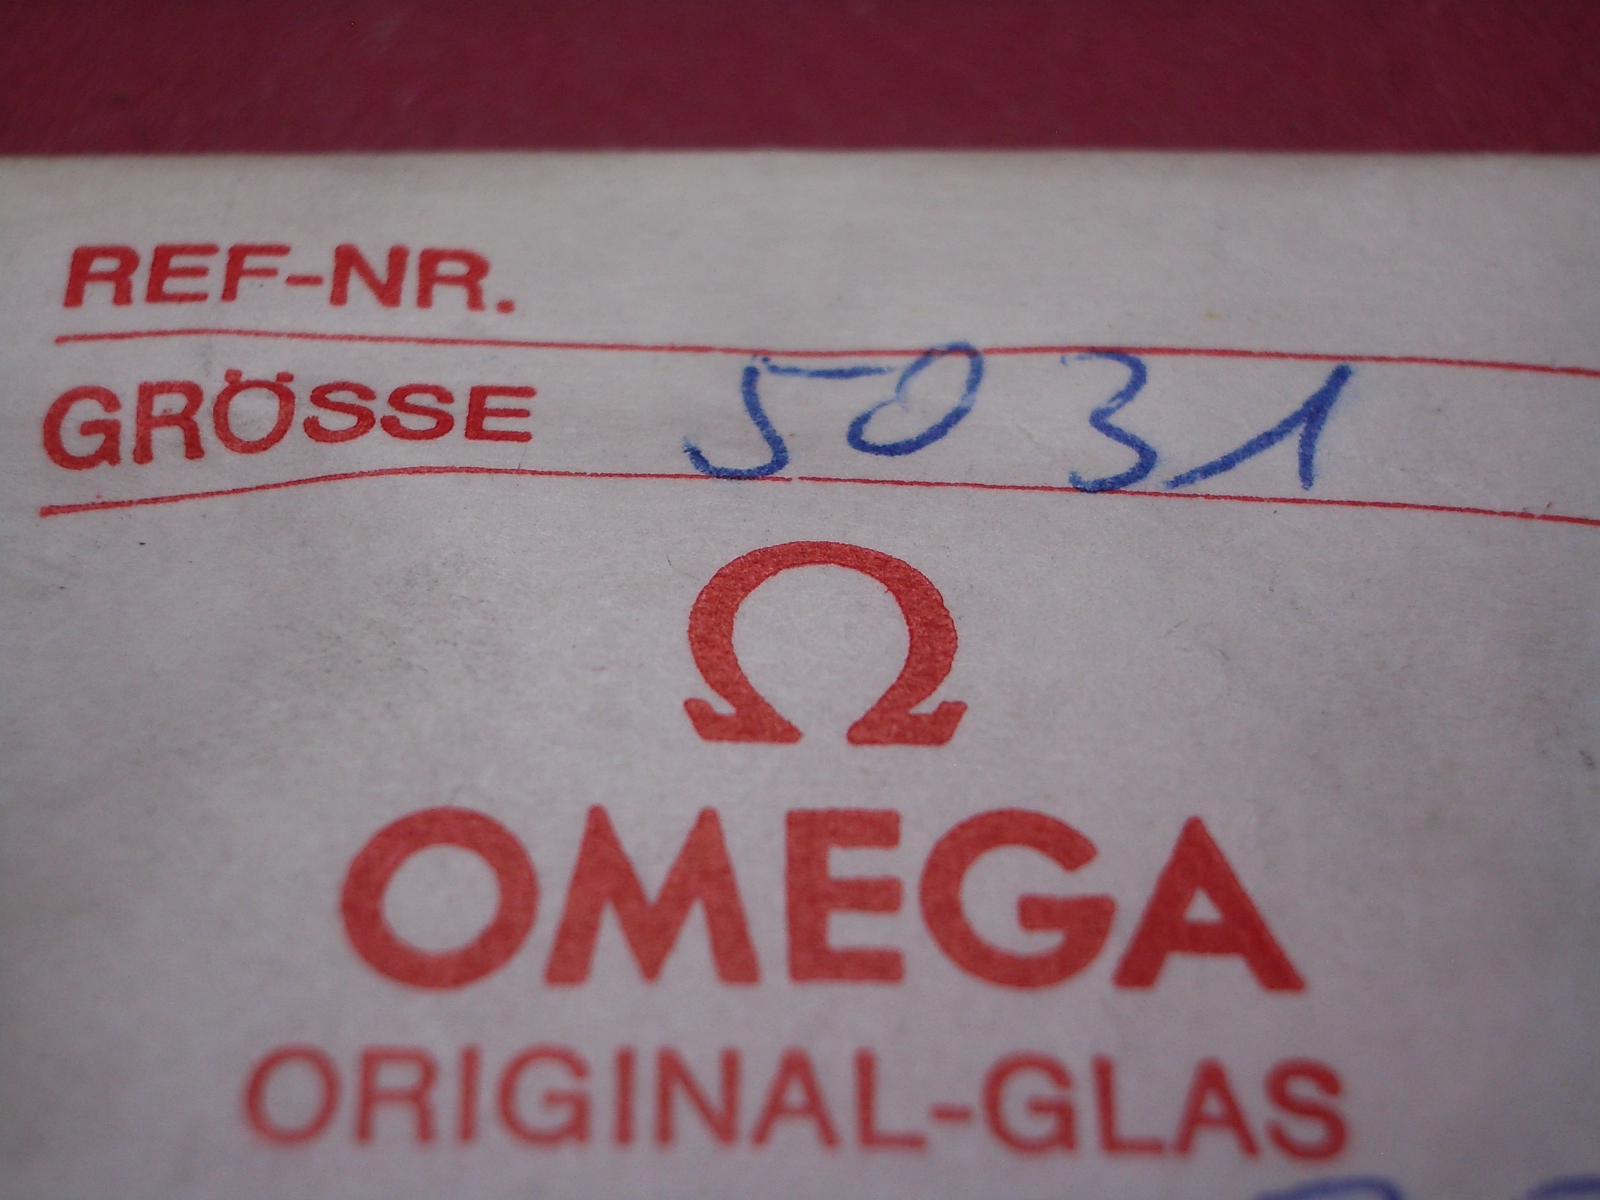 REF-NR.
GRÖSSE 5031
Ω
OMEGA
ORIGINAL-GLAS